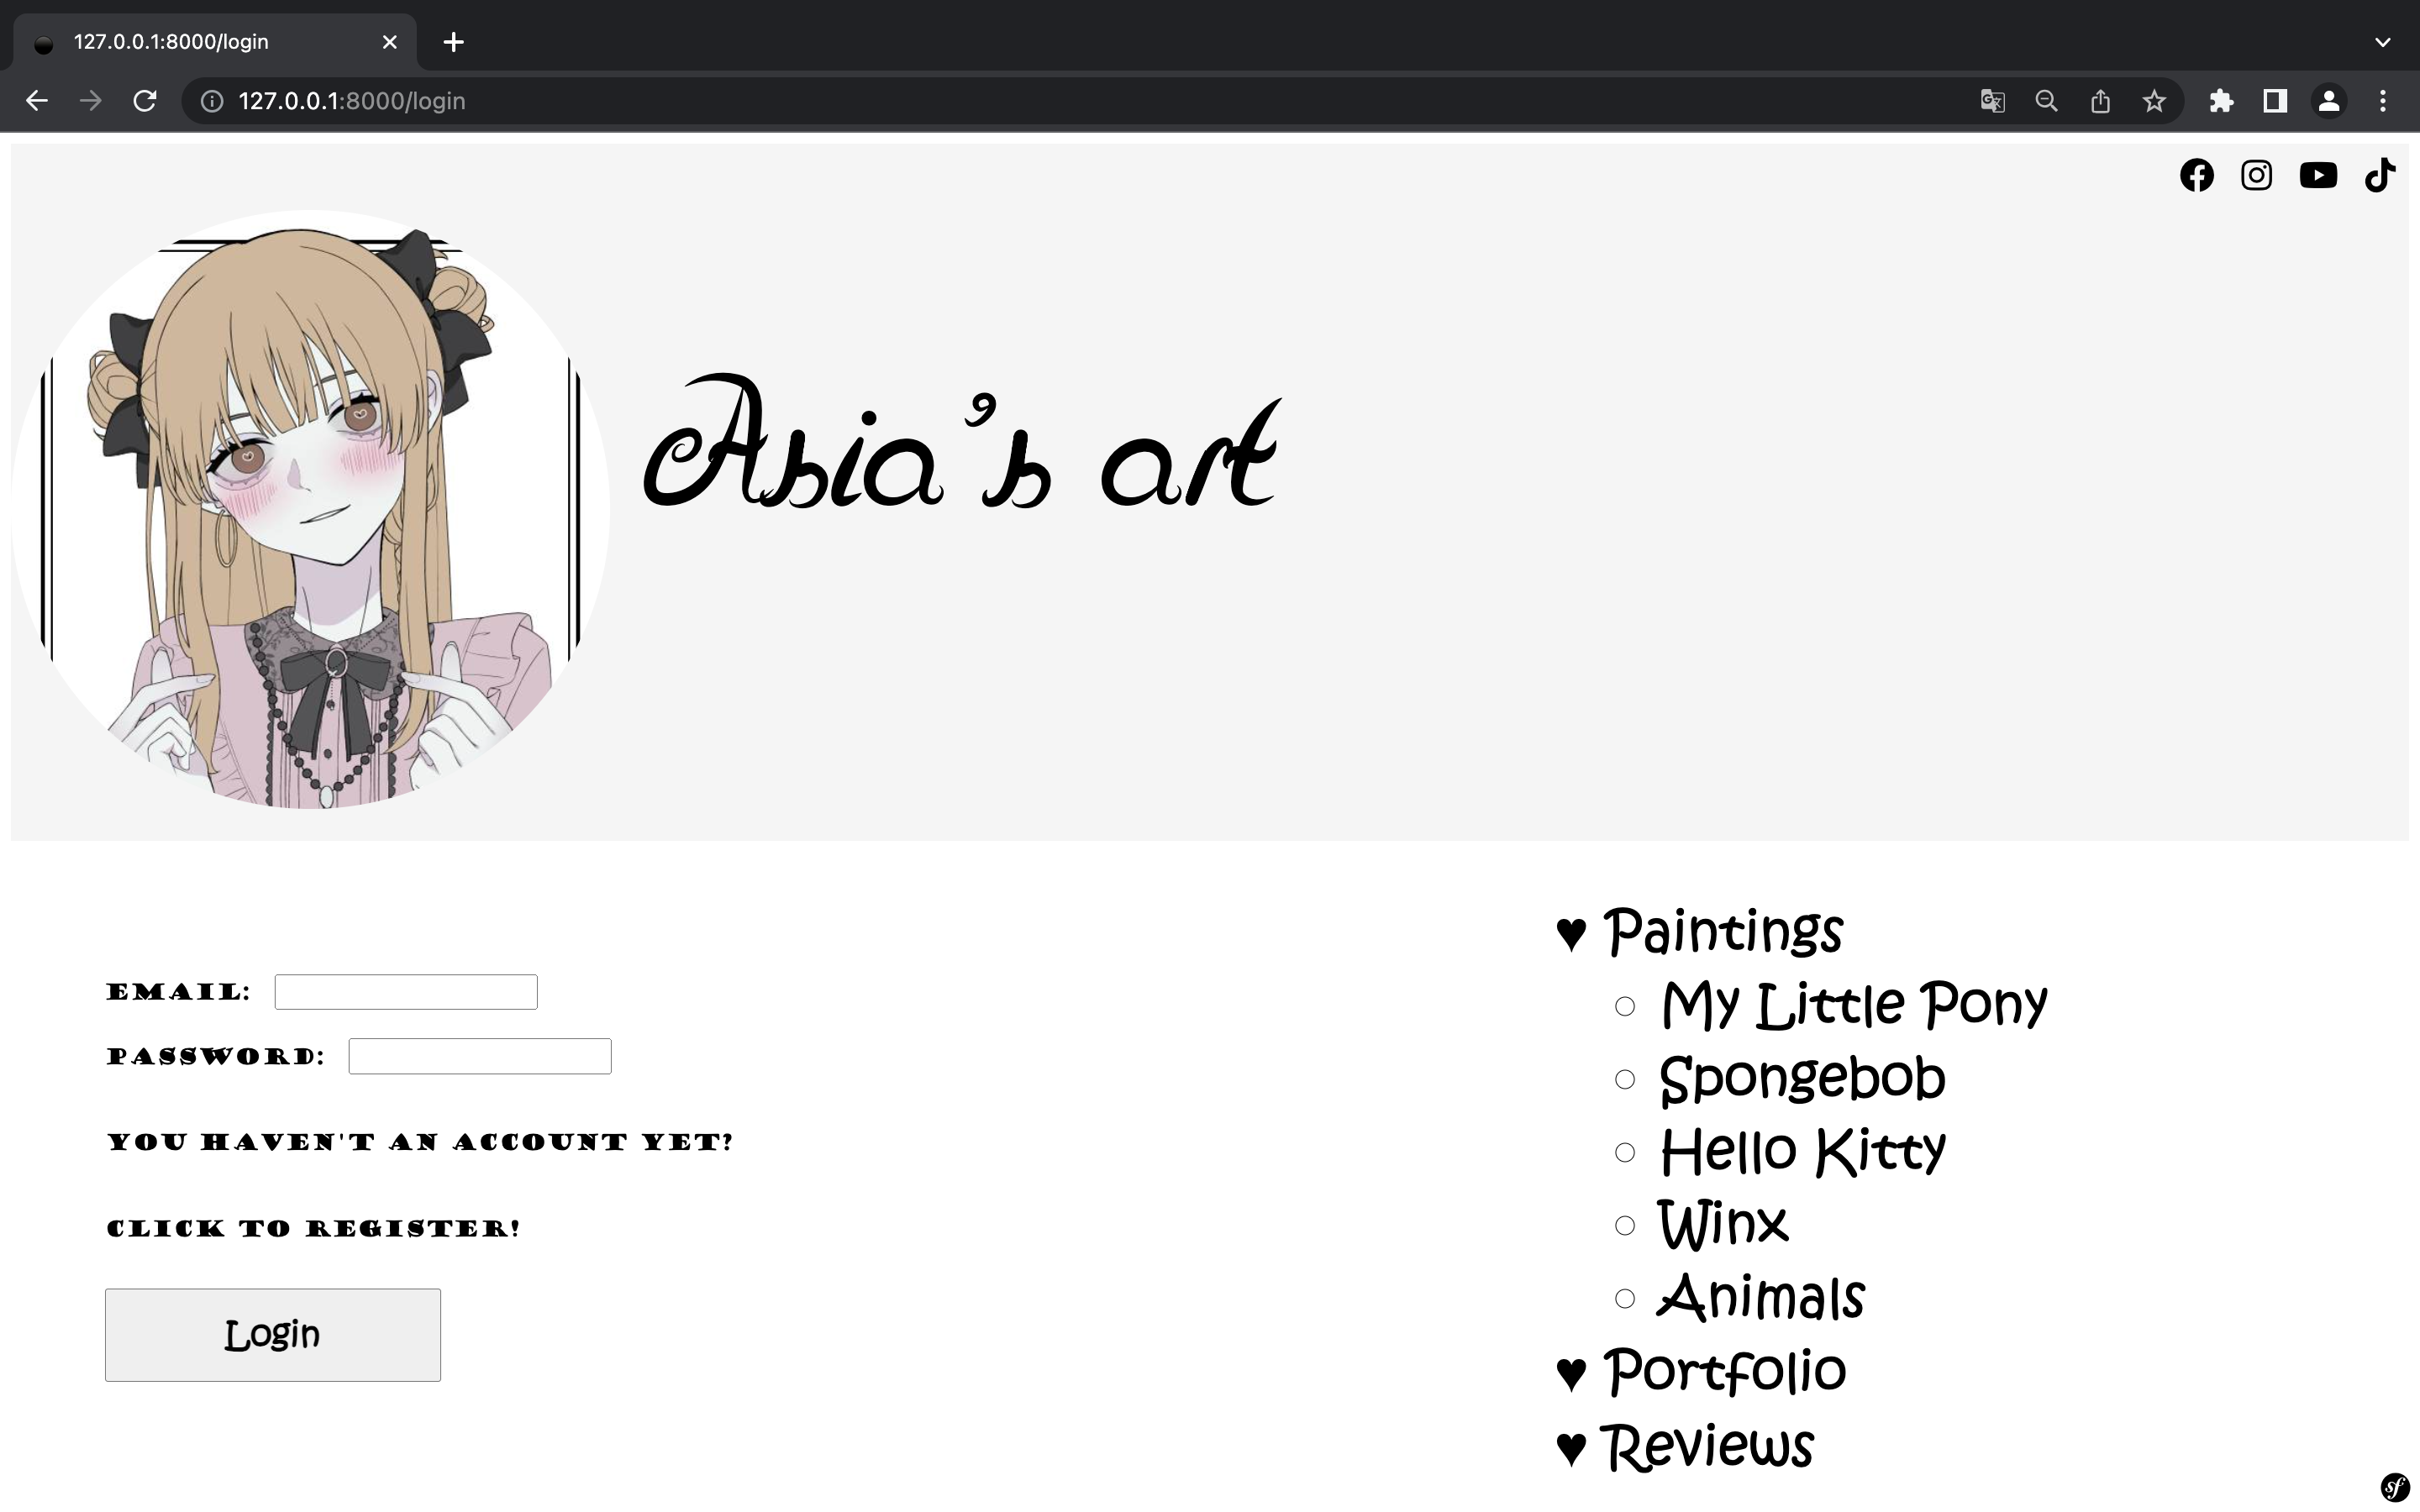 127.0.0.1:8000/login
127.0.0.1:8000/login
Asia's art
EMAIL:
PASSWORD:
YOU HAVEN'T AN ACCOUNT YET?
CLICK TO REGISTER!
Login
♥ Paintings
My Little Pony
Spongebob
Hello Kitty
Winx
Animals
♥ Portfolio
♥ Reviews
sf